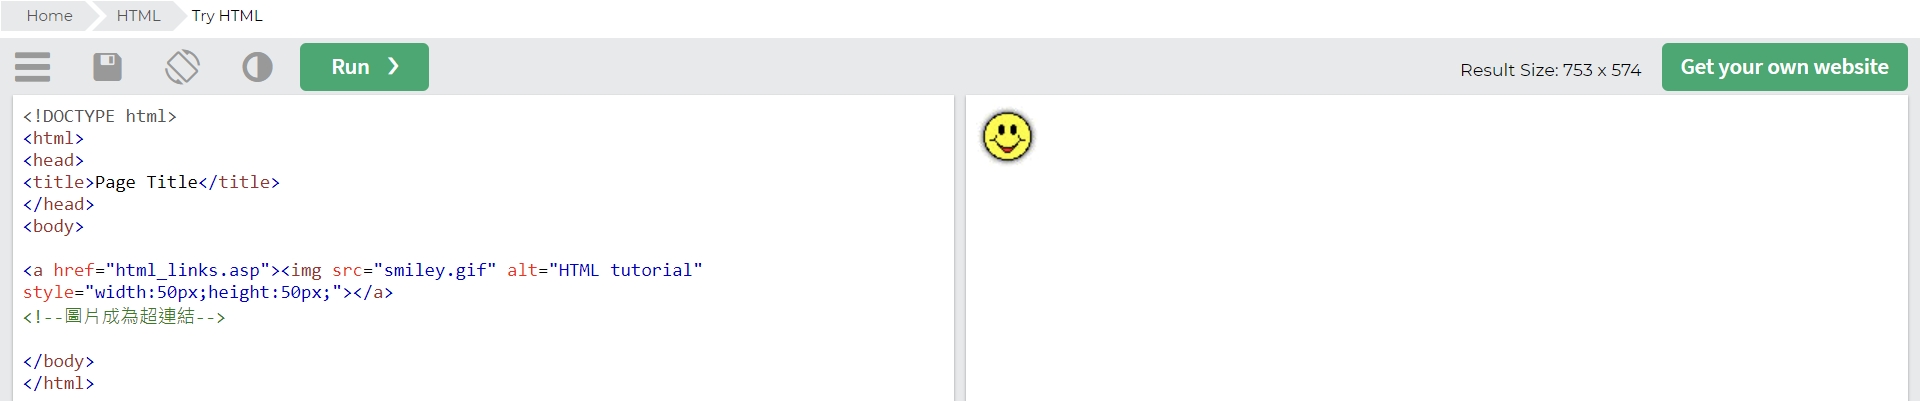 Home HTML Try HTML
Run ❯ Result Size: 753 x 574 Get your own website
<!DOCTYPE html>
<html>
<head>
<title>Page Title</title>
</head>
<body>
<a href="html_links.asp"><img src="smiley.gif" alt="HTML tutorial"
style="width:50px;height:50px;"></a>
<!--圖片成為超連結-->
</body>
</html>